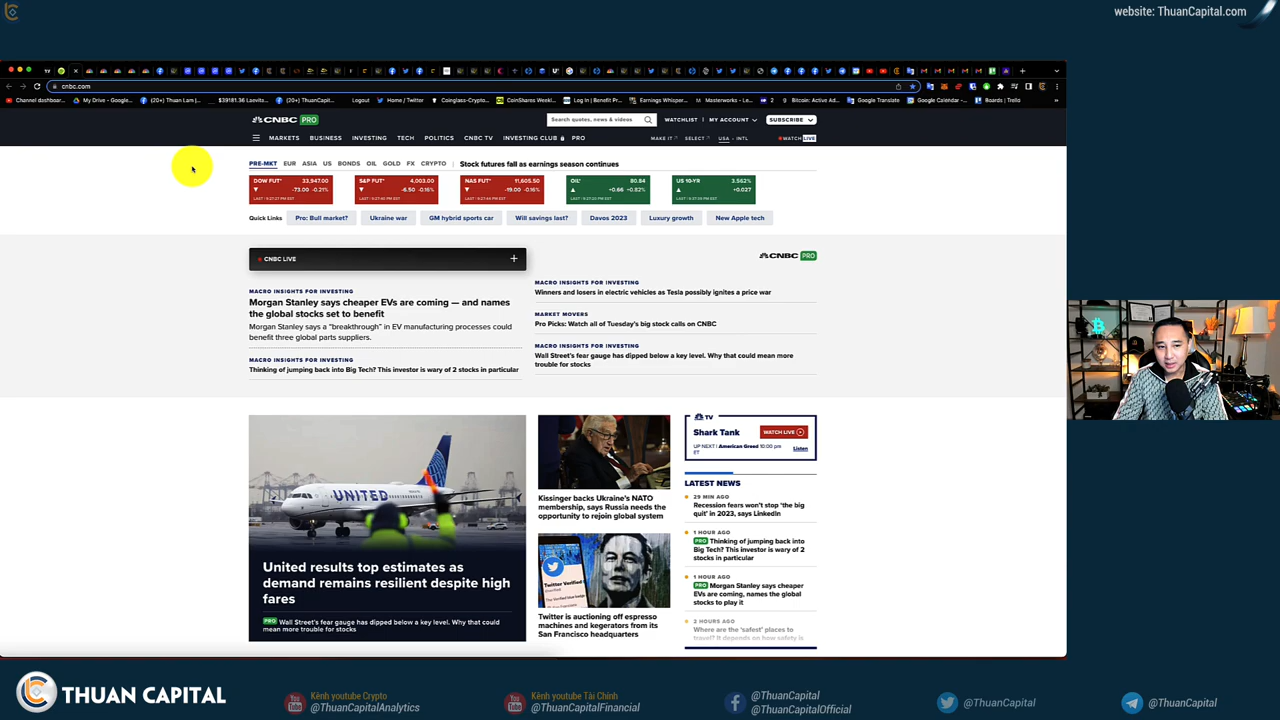 website: ThuanCapital.com
cnbc.com
Channel dashboar...
My Drive - Google...
(20+) Thuan Lam |...
$39181.36 Laevits...
(20+) ThuanCapit...
Logout
Home / Twitter
Coinglass-Crypto...
CoinShares Weekl...
Log In | Benefit Pr...
Earnings Whisper...
Masterworks - Le...
2
Bitcoin: Active Ad...
Google Translate
Google Calendar -...
Boards | Trello
CNBC PRO
Search quotes, news & videos
WATCHLIST
MY ACCOUNT
SUBSCRIBE
MARKETS
BUSINESS
INVESTING
TECH
POLITICS
CNBC TV
INVESTING CLUB
PRO
MAKE IT
SELECT
USA • INTL
WATCH LIVE
PRE-MKT
EUR
ASIA
US
BONDS
OIL
GOLD
FX
CRYPTO
Stock futures fall as earnings season continues
DOW FUT* 33,947.00
-73.00 -0.21%
S&P FUT* 4,003.00
-6.50 -0.16%
NAS FUT* 11,605.50
-19.00 -0.16%
OIL* 80.84
+0.66 +0.82%
US 10-YR 3.562%
+0.027
Quick Links
Pro: Bull market?
Ukraine war
GM hybrid sports car
Will savings last?
Davos 2023
Luxury growth
New Apple tech
CNBC LIVE
+
CNBC PRO
MACRO INSIGHTS FOR INVESTING
Morgan Stanley says cheaper EVs are coming — and names
the global stocks set to benefit
Morgan Stanley says a “breakthrough” in EV manufacturing processes could
benefit three global parts suppliers.
MACRO INSIGHTS FOR INVESTING
Thinking of jumping back into Big Tech? This investor is wary of 2 stocks in particular
MACRO INSIGHTS FOR INVESTING
Winners and losers in electric vehicles as Tesla possibly ignites a price war
MARKET MOVERS
Pro Picks: Watch all of Tuesday's big stock calls on CNBC
MACRO INSIGHTS FOR INVESTING
Wall Street's fear gauge has dipped below a key level. Why that could mean more
trouble for stocks
UNITED
United results top estimates as
demand remains resilient despite high
fares
PRO Wall Street's fear gauge has dipped below a key level. Why that could
mean more trouble for stocks
Kissinger backs Ukraine's NATO
membership, says Russia needs the
opportunity to rejoin global system
Twitter Verified
Twitter is auctioning off espresso
machines and kegerators from its
San Francisco headquarters
TV
Shark Tank
WATCH LIVE
UP NEXT | American Greed 10:00 pm
ET
Listen
LATEST NEWS
29 MIN AGO
Recession fears won't stop 'the big
quit' in 2023, says LinkedIn
1 HOUR AGO
PRO Thinking of jumping back into
Big Tech? This investor is wary of 2
stocks in particular
1 HOUR AGO
PRO Morgan Stanley says cheaper
EVs are coming, names the global
stocks to play it
2 HOURS AGO
Where are the 'safest' places to
travel? It depends on how safety is
THUAN CAPITAL
Kênh youtube Crypto
@ThuanCapitalAnalytics
Kênh youtube Tài Chính
@ThuanCapitalFinancial
@ThuanCapital
@ThuanCapitalOfficial
@ThuanCapital
@ThuanCapital